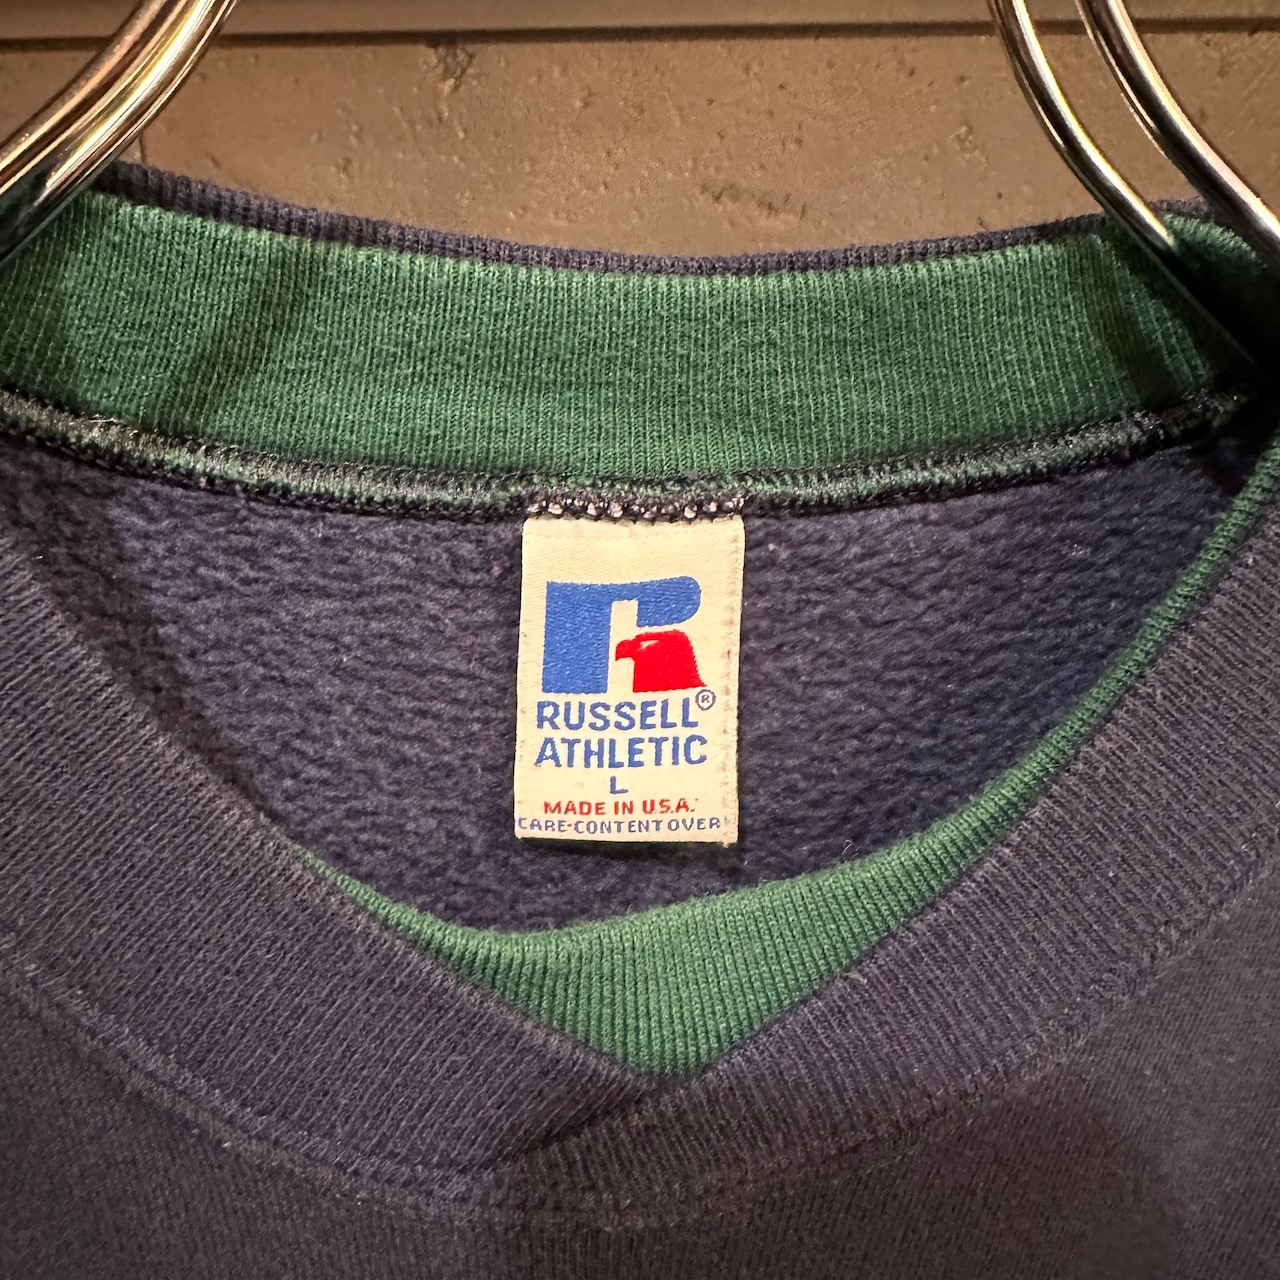 ®
RUSSELL
ATHLETIC
L
MADE IN U.S.A.
CARE-CONTENT OVER